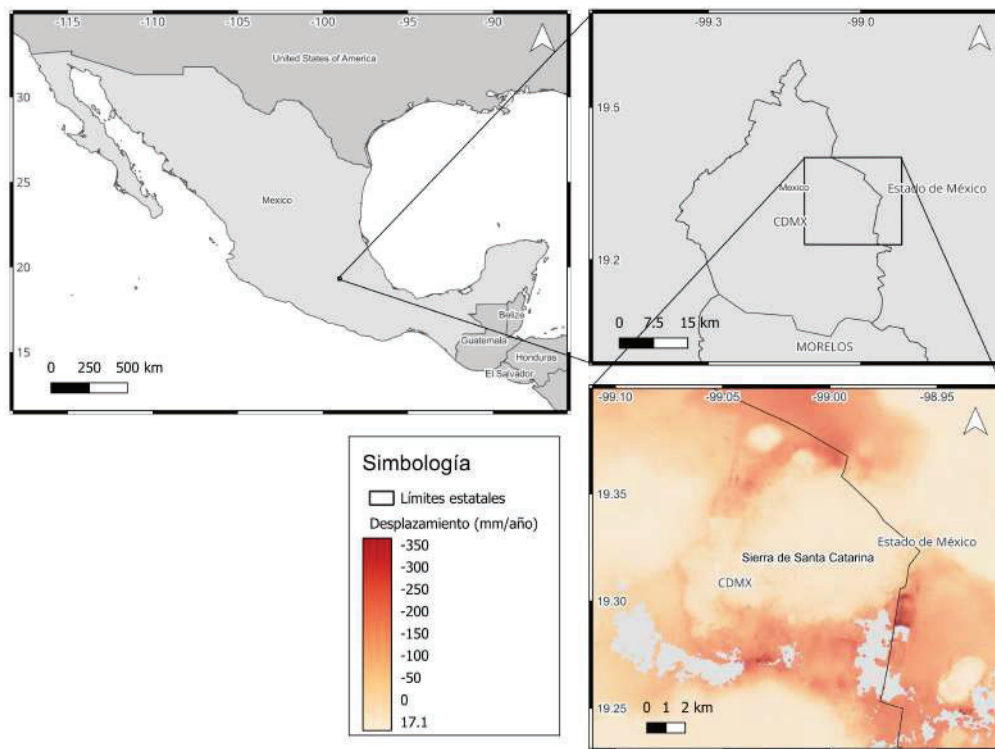 -115 -110 -105 -100 -95 -90
United States of America
30
25
Mexico
20
Belize
Guatemala
15
Honduras
El Salvador
0 250 500 km
-99.3 -99.0
19.5
Mexico
Estado de México
CDMX
19.2
0 7.5 15 km
MORELOS
Simbología
Límites estatales
Desplazamiento (mm/año)
-350
-300
-250
-200
-150
-100
-50
0
17.1
-99.10 -99.05 -99.00 -98.95
19.35
Estado de México
Sierra de Santa Catarina
CDMX
19.30
19.25
0 1 2 km